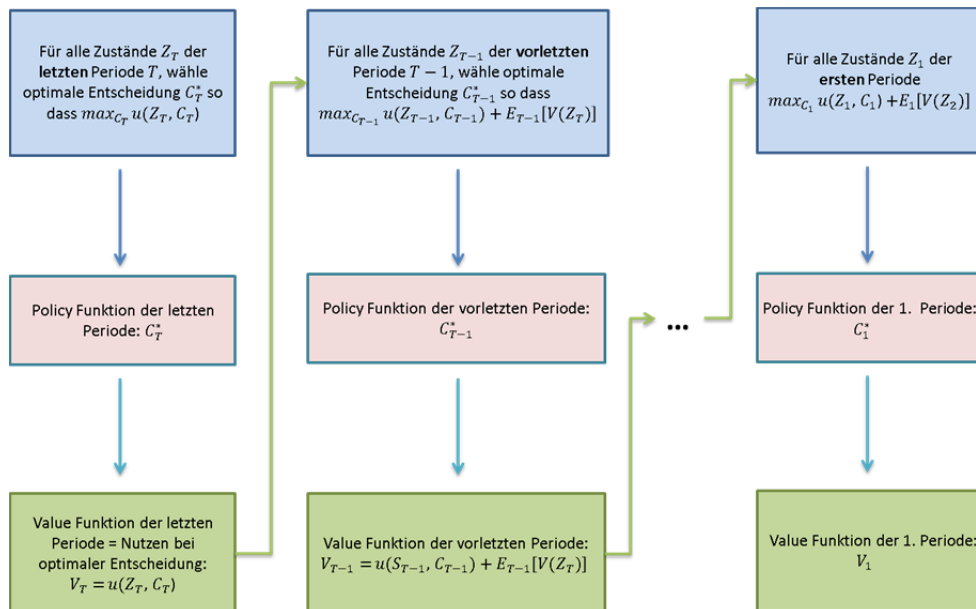 Für alle Zustände $Z_T$ der
letzten Periode $T$, wähle
optimale Entscheidung $C_T^*$ so
dass $max_{C_T} u(Z_T, C_T)$
Policy Funktion der letzten
Periode: $C_T^*$
Value Funktion der letzten
Periode = Nutzen bei
optimaler Entscheidung:
$V_T = u(Z_T, C_T)$
Für alle Zustände $Z_{T-1}$ der vorletzten
Periode $T-1$, wähle optimale
Entscheidung $C_{T-1}^*$ so dass
$max_{C_{T-1}} u(Z_{T-1}, C_{T-1}) + E_{T-1}[V(Z_T)]$
Policy Funktion der vorletzten Periode:
$C_{T-1}^*$
Value Funktion der vorletzten Periode:
$V_{T-1} = u(S_{T-1}, C_{T-1}) + E_{T-1}[V(Z_T)]$
...
Für alle Zustände $Z_1$ der
ersten Periode
$max_{C_1} u(Z_1, C_1) + E_1[V(Z_2)]$
Policy Funktion der 1. Periode:
$C_1^*$
Value Funktion der 1. Periode:
$V_1$